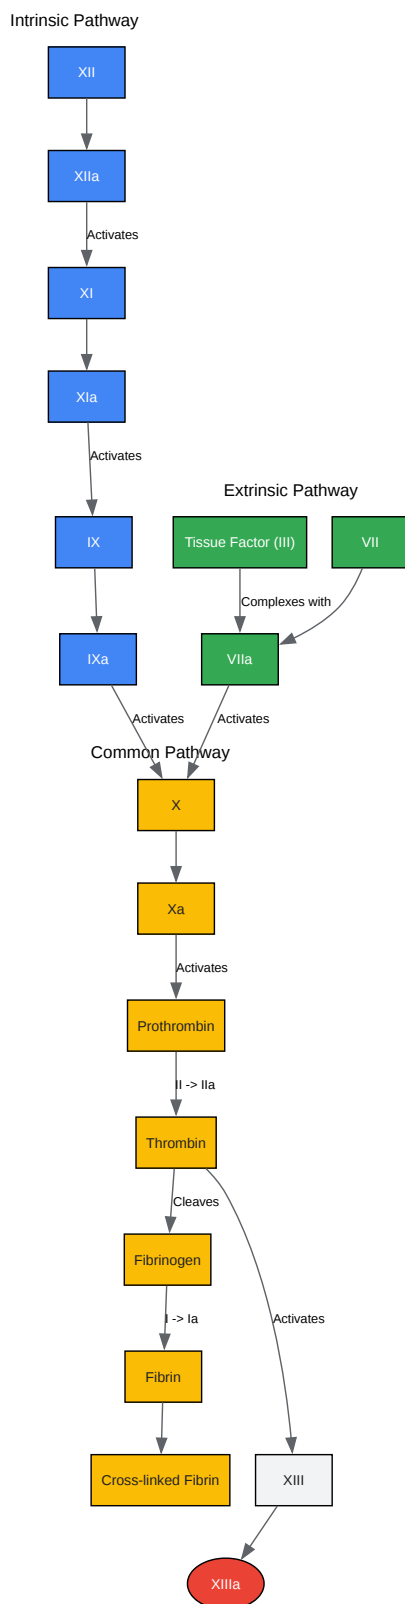 Intrinsic Pathway
XII
XIIa
Activates
XI
XIa
Activates
Extrinsic Pathway
IX
Tissue Factor (III)
VII
Complexes with
IXa
VIIa
Activates
Activates
Common Pathway
X
Xa
Activates
Prothrombin
II -> IIa
Thrombin
Cleaves
Fibrinogen
I -> Ia
Activates
Fibrin
Cross-linked Fibrin
XIII
XIIIa